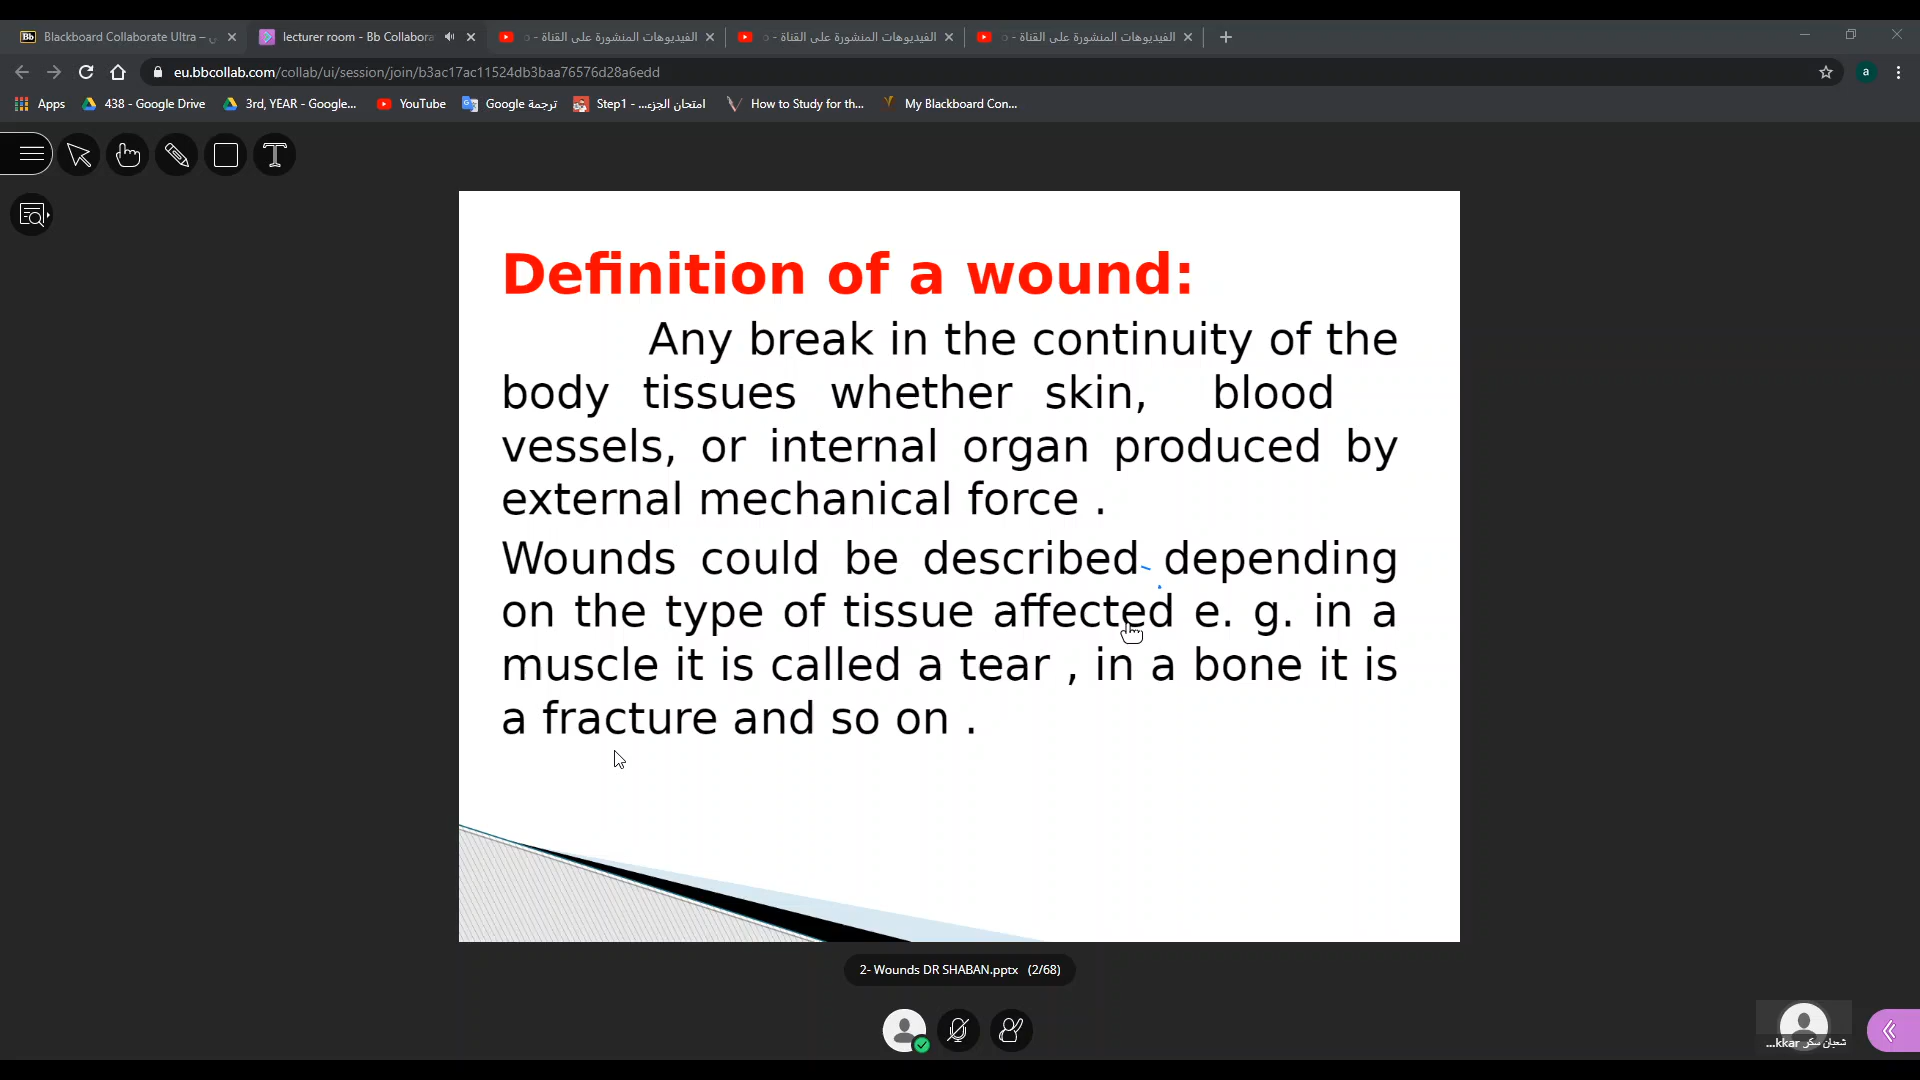 Blackboard Collaborate Ultra –
lecturer room - Bb Collabora
الفيديوهات المنشورة على القناة -
الفيديوهات المنشورة على القناة -
الفيديوهات المنشورة على القناة -
eu.bbcollab.com/collab/ui/session/join/b3ac17ac11524db3baa76576d28a6edd
a
Apps
438 - Google Drive
3rd, YEAR - Google...
YouTube
ترجمة Google
Step1 - ...امتحان الجزء
How to Study for th...
My Blackboard Con...
Definition of a wound:
Any break in the continuity of the
body tissues whether skin, blood
vessels, or internal organ produced by
external mechanical force .
Wounds could be described depending
on the type of tissue affected e. g. in a
muscle it is called a tear , in a bone it is
a fracture and so on .
2- Wounds DR SHABAN.pptx (2/68)
...kkar شعبان سكر